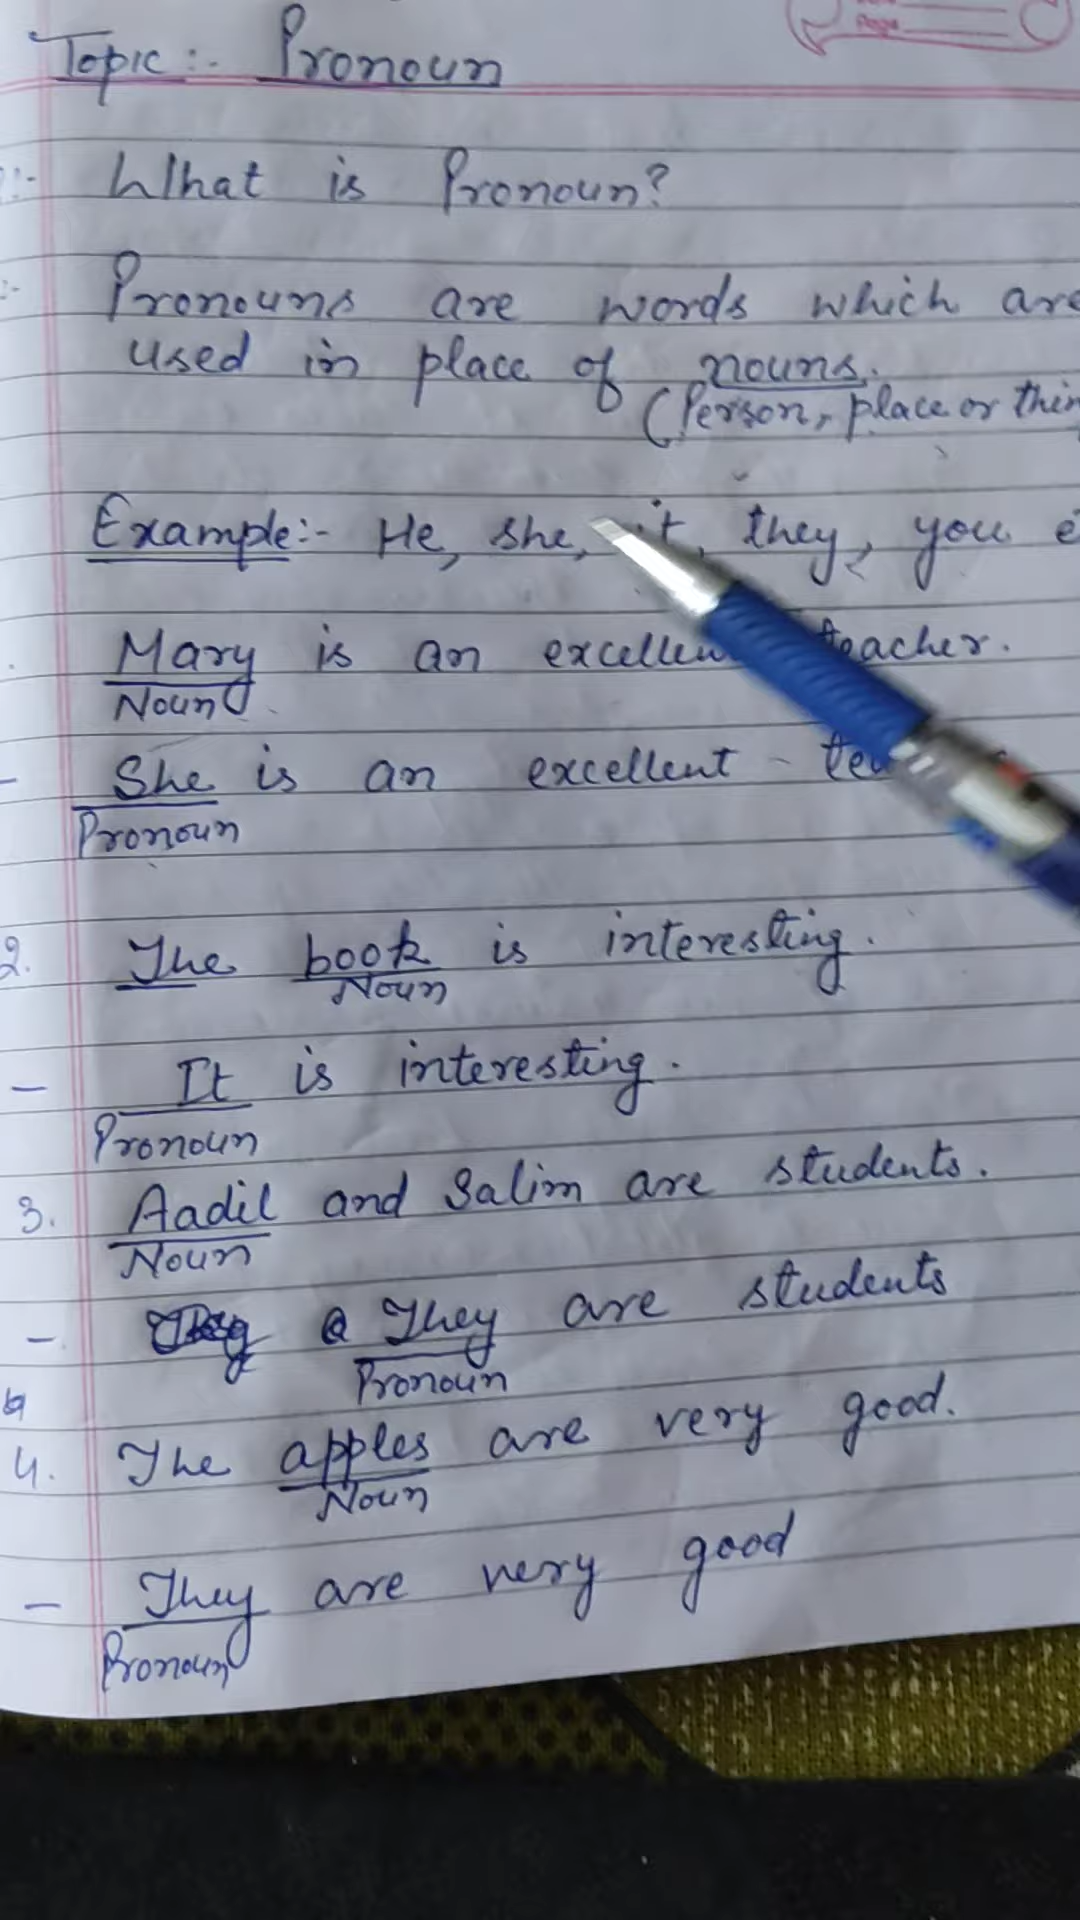 Page
Topic :- Pronoun
:- What is Pronoun?
:- Pronouns are words which are
used in place of nouns.
(Person, place or thin
Example:- He, she, it, they, you e
Mary is an excellen teacher.
Noun
- She is an excellent tea
Pronoun
2. The book is interesting.
Noun
- It is interesting.
Pronoun
3. Aadil and Salim are students.
Noun
- They are students
Pronoun
4. The apples are very good.
Noun
- They are very good
Pronoun